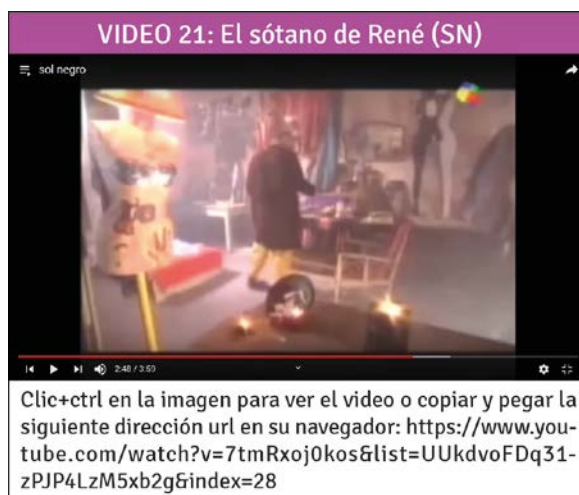 VIDEO 21: El sótano de René (SN)
sol negro
2:48 / 3:50
Clic+ctrl en la imagen para ver el video o copiar y pegar la
siguiente dirección url en su navegador: https://www.you-
tube.com/watch?v=7tmRxoj0kos&list=UUkdvoFDq31-
zPJP4LzM5xb2g&index=28